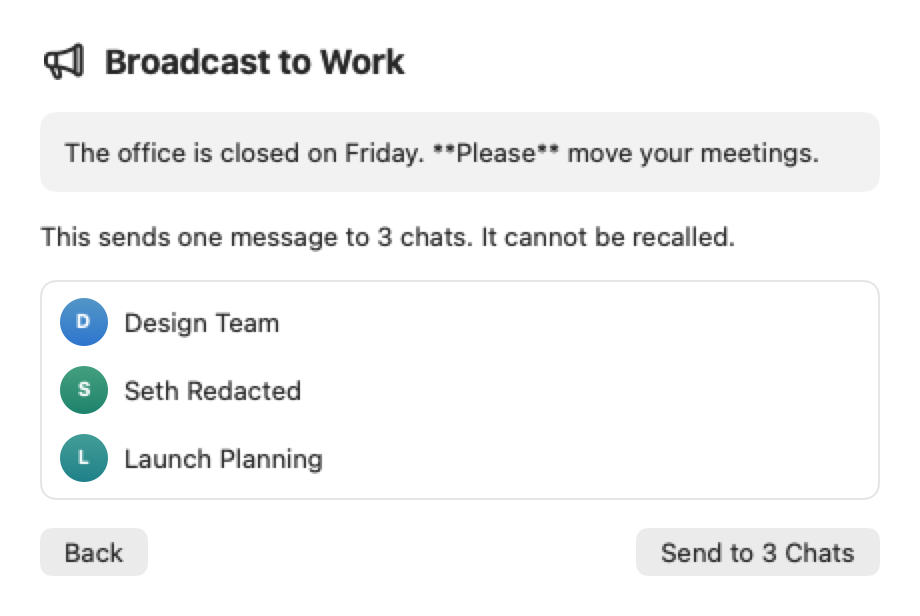 Broadcast to Work
The office is closed on Friday. **Please** move your meetings.
This sends one message to 3 chats. It cannot be recalled.
D Design Team
S Seth Redacted
L Launch Planning
Back Send to 3 Chats